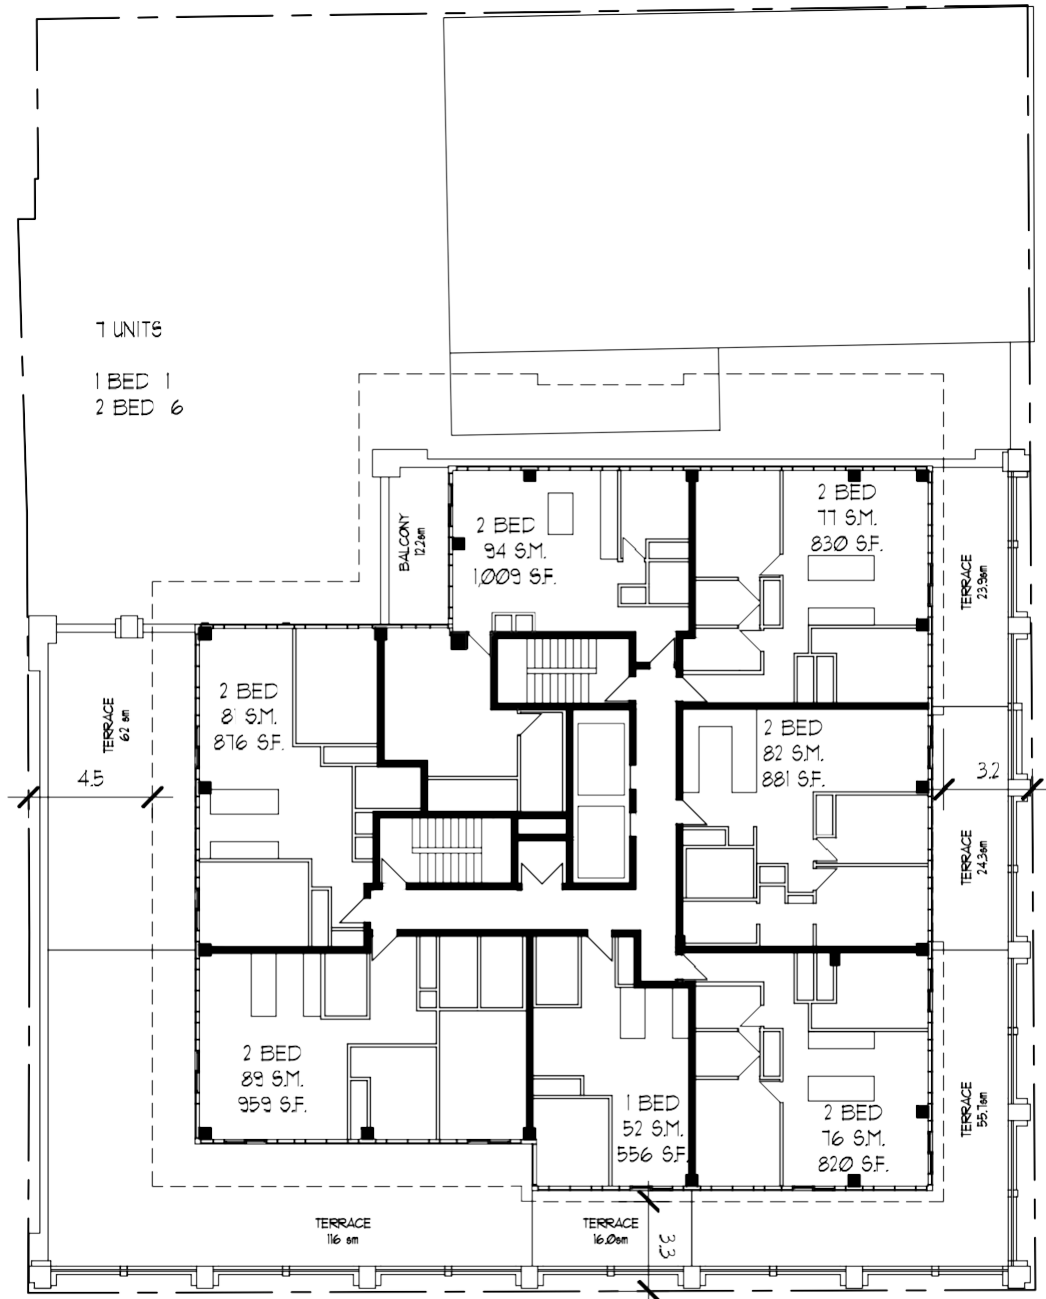 7 UNITS
1 BED 1
2 BED 6
BALCONY
12.2sm
2 BED
94 S.M.
1,009 S.F.
2 BED
77 S.M.
830 S.F.
TERRACE
23.9sm
2 BED
S.M.
876 S.F.
TERRACE
62 sm
4.5
2 BED
82 S.M.
881 S.F.
3.2
TERRACE
24.3sm
2 BED
89 S.M.
959 S.F.
1 BED
52 S.M.
556 S.F.
2 BED
76 S.M.
820 S.F.
TERRACE
55.7sm
TERRACE
116 sm
TERRACE
16.0sm
3.3